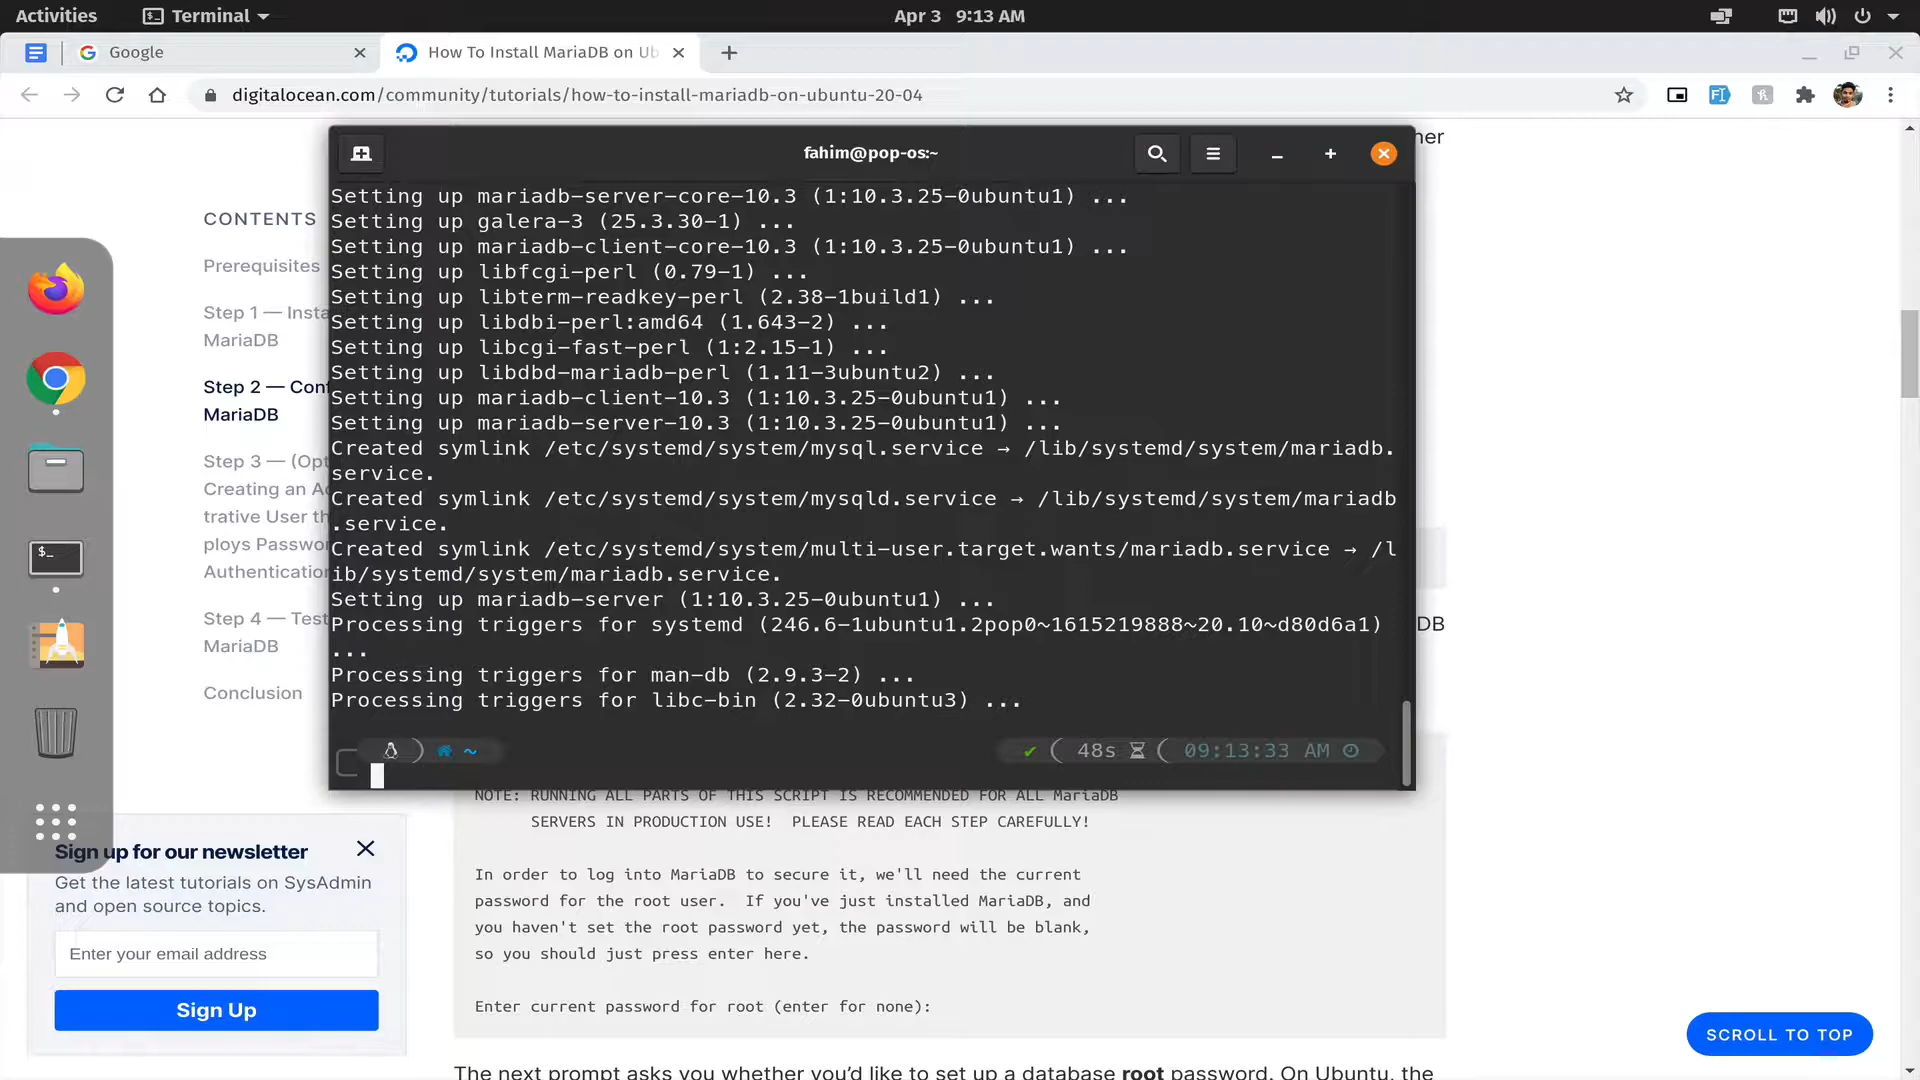 Activities
Terminal
Apr 3 9:13 AM
Google
How To Install MariaDB on Ub
digitalocean.com/community/tutorials/how-to-install-mariadb-on-ubuntu-20-04
her
fahim@pop-os:~
CONTENTS
Prerequisites
Step 1 — Insta
MariaDB
Step 2 — Conf
MariaDB
Step 3 — (Opt
Creating an Ad
trative User th
ploys Passwor
Authentication
Step 4 — Test
MariaDB
Conclusion
Setting up mariadb-server-core-10.3 (1:10.3.25-0ubuntu1) ...
Setting up galera-3 (25.3.30-1) ...
Setting up mariadb-client-core-10.3 (1:10.3.25-0ubuntu1) ...
Setting up libfcgi-perl (0.79-1) ...
Setting up libterm-readkey-perl (2.38-1build1) ...
Setting up libdbi-perl:amd64 (1.643-2) ...
Setting up libcgi-fast-perl (1:2.15-1) ...
Setting up libdbd-mariadb-perl (1.11-3ubuntu2) ...
Setting up mariadb-client-10.3 (1:10.3.25-0ubuntu1) ...
Setting up mariadb-server-10.3 (1:10.3.25-0ubuntu1) ...
Created symlink /etc/systemd/system/mysql.service → /lib/systemd/system/mariadb.
service.
Created symlink /etc/systemd/system/mysqld.service → /lib/systemd/system/mariadb
.service.
Created symlink /etc/systemd/system/multi-user.target.wants/mariadb.service → /l
ib/systemd/system/mariadb.service.
Setting up mariadb-server (1:10.3.25-0ubuntu1) ...
Processing triggers for systemd (246.6-1ubuntu1.2pop0~1615219888~20.10~d80d6a1)
...
Processing triggers for man-db (2.9.3-2) ...
Processing triggers for libc-bin (2.32-0ubuntu3) ...
~
✔ 48s 09:13:33 AM
DB
NOTE: RUNNING ALL PARTS OF THIS SCRIPT IS RECOMMENDED FOR ALL MariaDB
SERVERS IN PRODUCTION USE! PLEASE READ EACH STEP CAREFULLY!
In order to log into MariaDB to secure it, we'll need the current
password for the root user. If you've just installed MariaDB, and
you haven't set the root password yet, the password will be blank,
so you should just press enter here.
Enter current password for root (enter for none):
The next prompt asks you whether you'd like to set up a database root password. On Ubuntu, the
Sign up for our newsletter
Get the latest tutorials on SysAdmin
and open source topics.
Enter your email address
Sign Up
SCROLL TO TOP